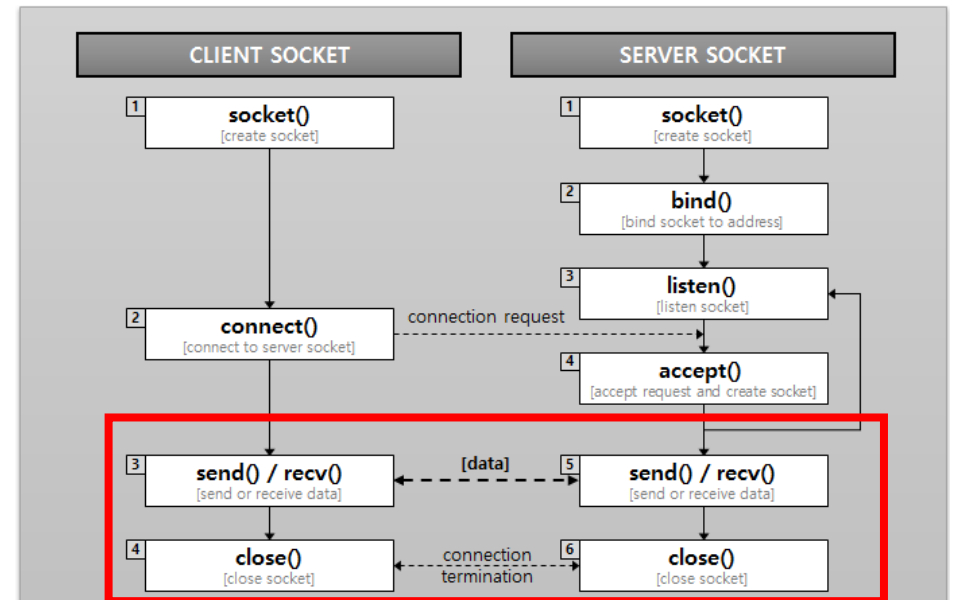 CLIENT SOCKET
SERVER SOCKET
1
socket()
[create socket]
1
socket()
[create socket]
2
bind()
[bind socket to address]
3
listen()
[listen socket]
2
connect()
[connect to server socket]
connection request
4
accept()
[accept request and create socket]
3
send() / recv()
[send or receive data]
[data]
5
send() / recv()
[send or receive data]
4
close()
[close socket]
connection
termination
6
close()
[close socket]